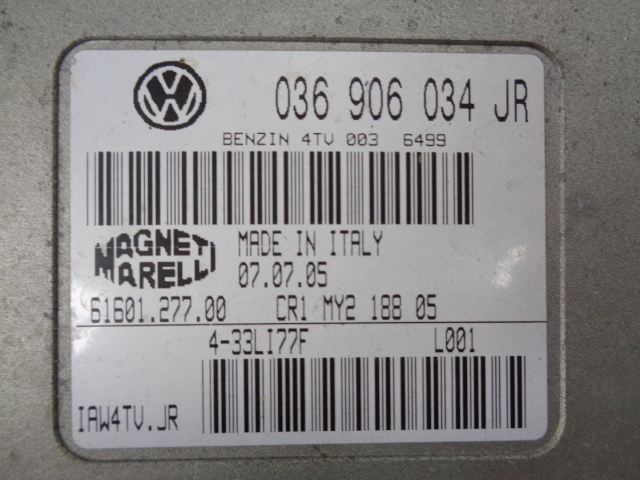 036 906 034 JR
BENZIN 4TV 003 6499
MAGNETI MARELLI
MADE IN ITALY
07.07.05
61601.277.00 CR1 MY2 188 05
4-33LI77F L001
IAW4TV.JR